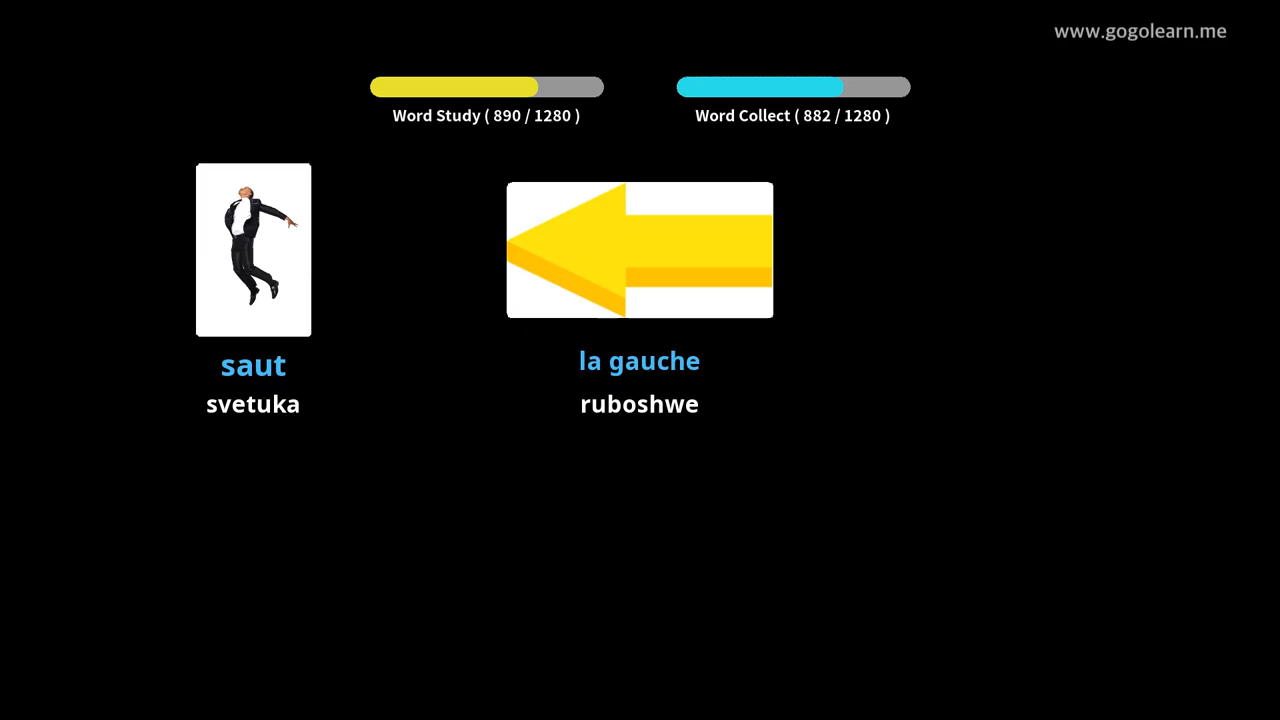 www.gogolearn.me
Word Study ( 890 / 1280 )
Word Collect ( 882 / 1280 )
saut
svetuka
la gauche
ruboshwe